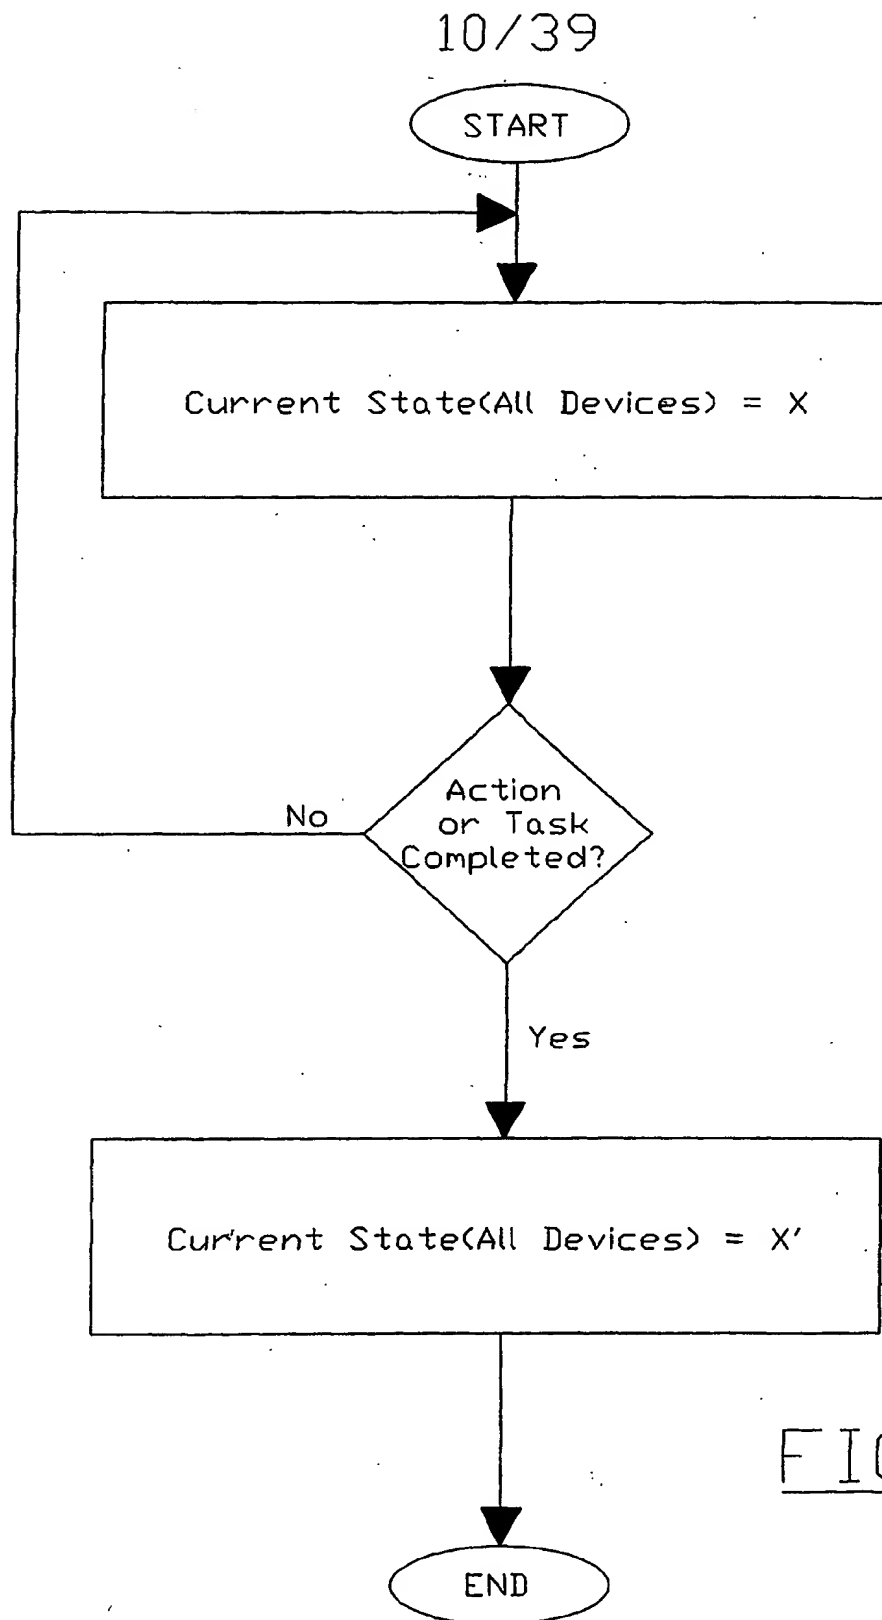 10/39
START
Current State(All Devices) = X
Action
or Task
Completed?
No
Yes
Current State(All Devices) = X'
END